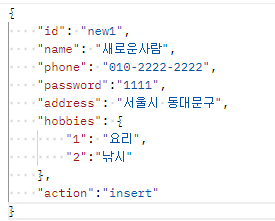 {
    "id": "new1",
    "name": "새로운사람",
    "phone": "010-2222-2222",
    "password":"1111",
    "address": "서울시 동대문구",
    "hobbies": {
        "1": "요리",
        "2":"낚시"
    },
    "action":"insert"
}